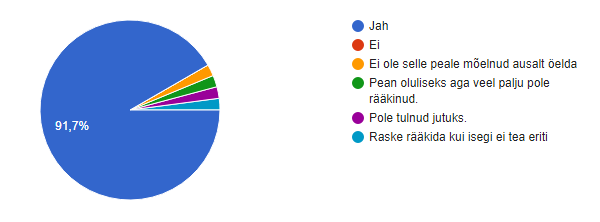 91,7%
Jah
Ei
Ei ole selle peale mõelnud ausalt öelda
Pean oluliseks aga veel palju pole
rääkinud.
Pole tulnud jutuks.
Raske rääkida kui isegi ei tea eriti